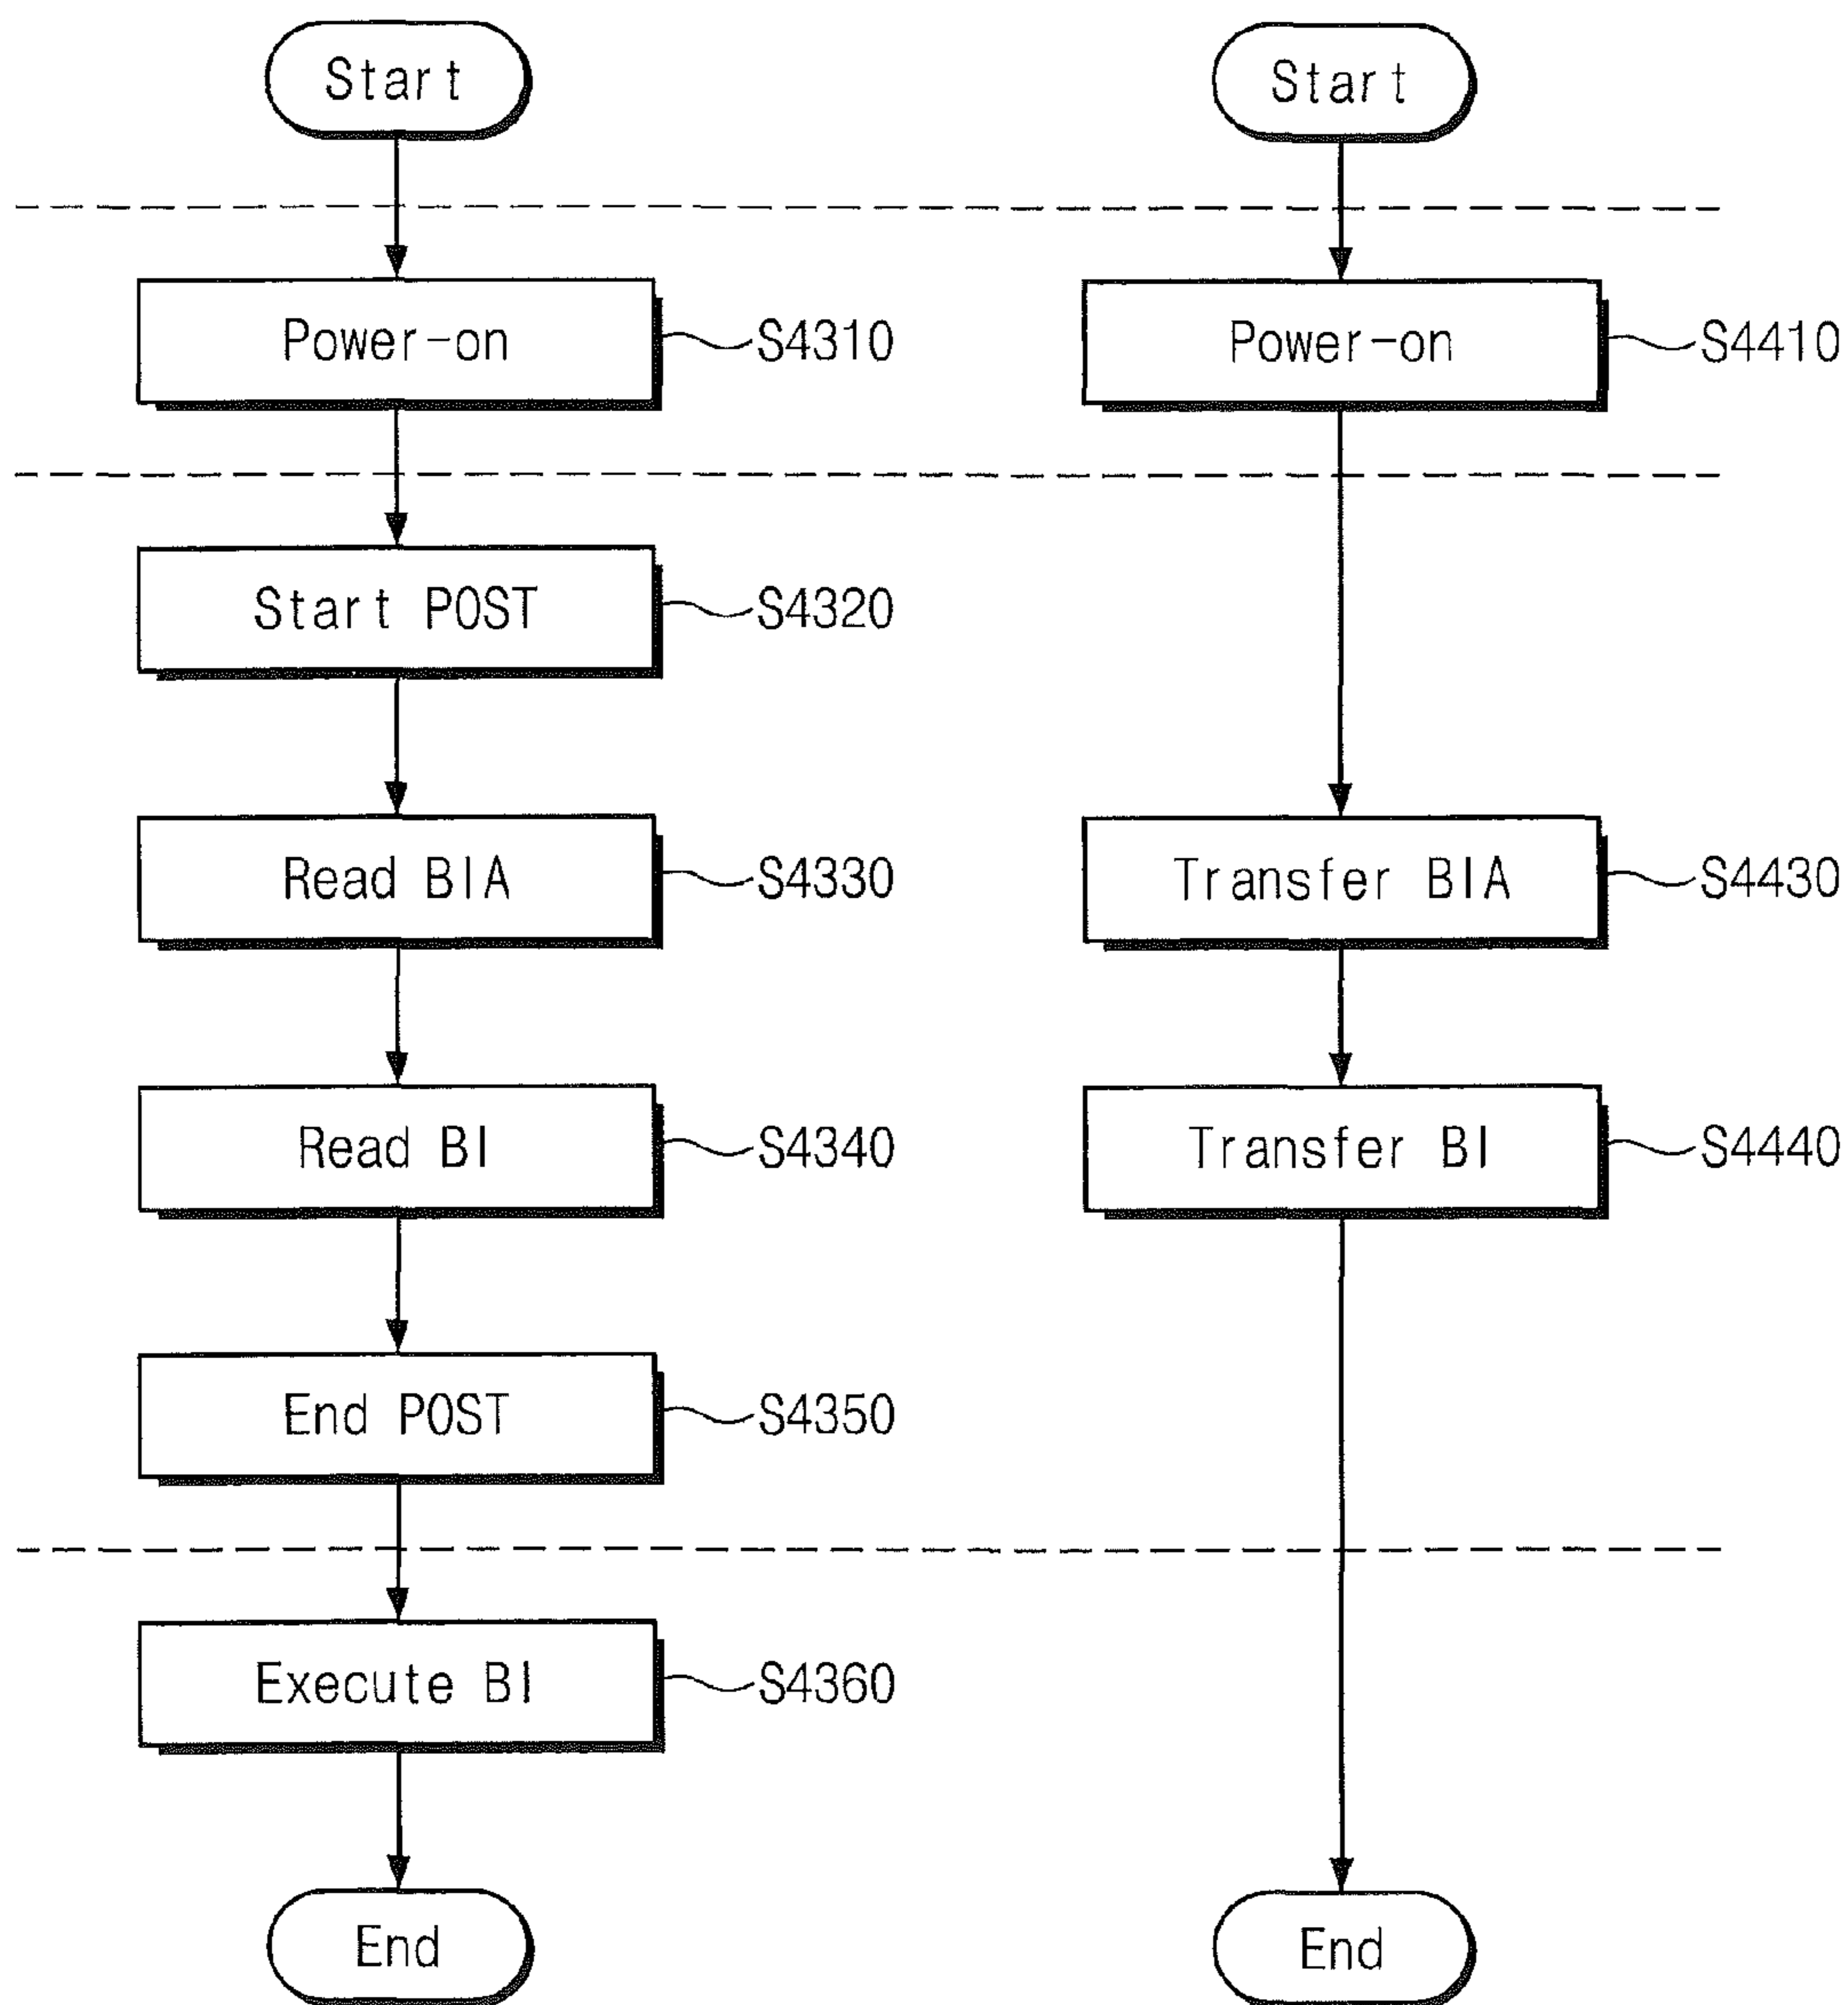 Start
Start
Power-on
S4310
Power-on
S4410
Start POST
S4320
Read BIA
S4330
Transfer BIA
S4430
Read BI
S4340
Transfer BI
S4440
End POST
S4350
Execute BI
S4360
End
End